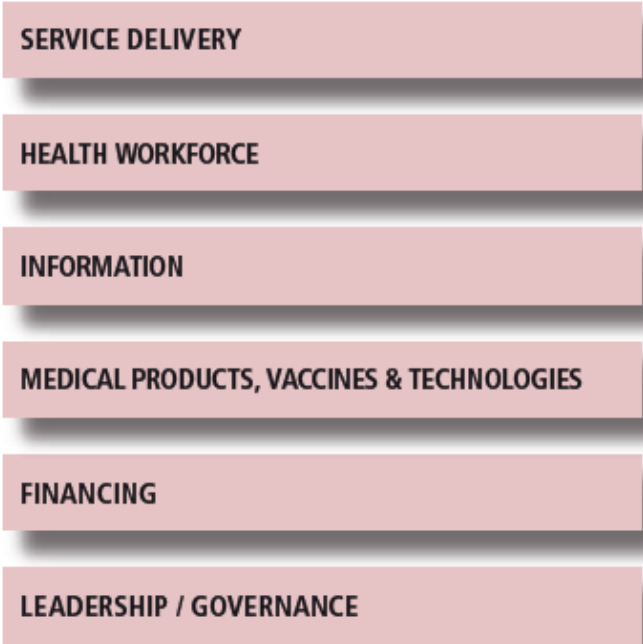 SERVICE DELIVERY
HEALTH WORKFORCE
INFORMATION
MEDICAL PRODUCTS, VACCINES & TECHNOLOGIES
FINANCING
LEADERSHIP / GOVERNANCE